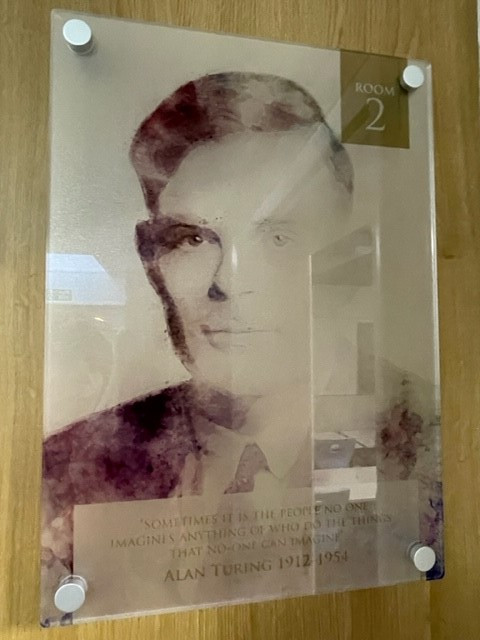 ROOM
2
"SOMETIMES IT IS THE PEOPLE NO ONE
IMAGINES ANYTHING OF WHO DO THE THINGS
THAT NO-ONE CAN IMAGINE"
ALAN TURING 1912-1954